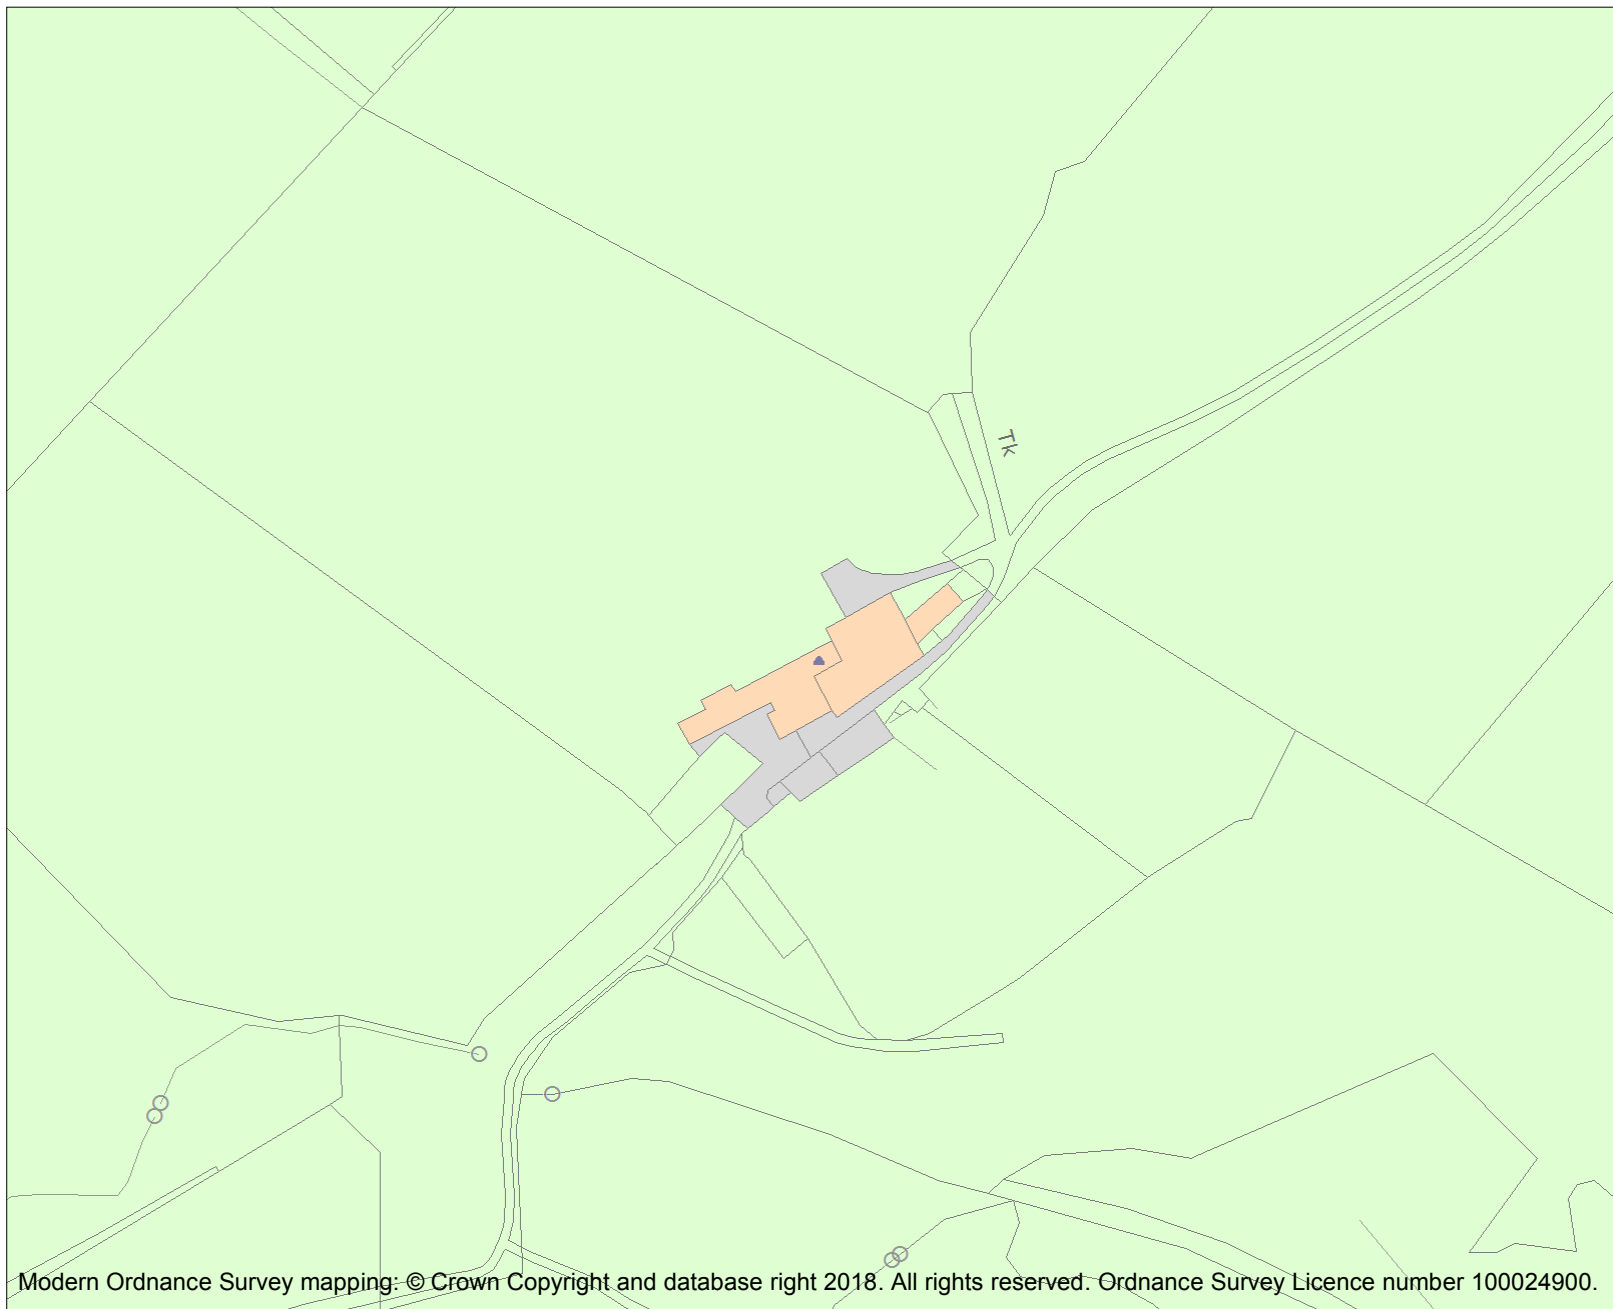 Tk
Modern Ordnance Survey mapping: © Crown Copyright and database right 2018. All rights reserved. Ordnance Survey Licence number 100024900.